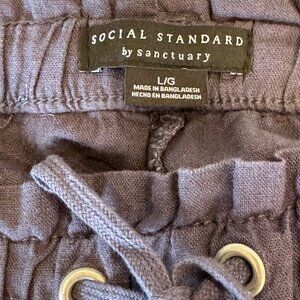 SOCIAL STANDARD
by sanctuary
L/G
MADE IN BANGLADESH
HECHO EN BANGLADESH